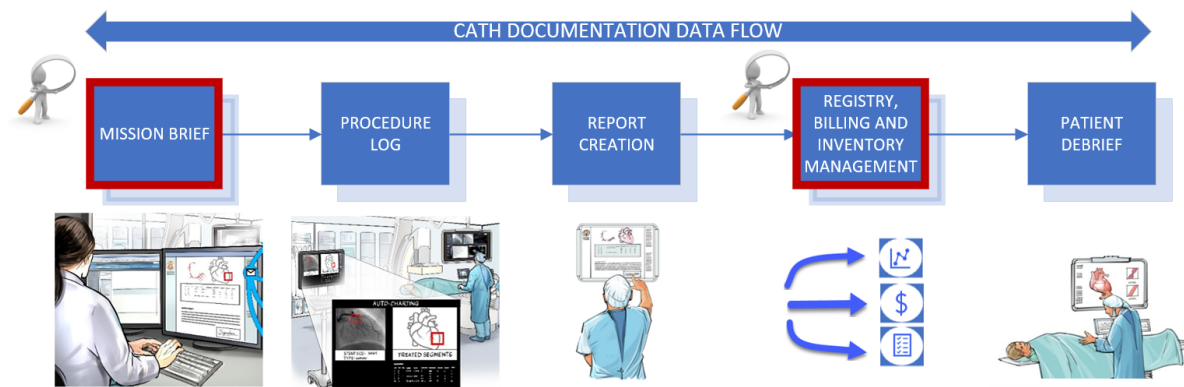 CATH DOCUMENTATION DATA FLOW
MISSION BRIEF
PROCEDURE
LOG
REPORT
CREATION
REGISTRY,
BILLING AND
INVENTORY
MANAGEMENT
PATIENT
DEBRIEF
AUTO-CHARTING
TREATED SEGMENTS
$